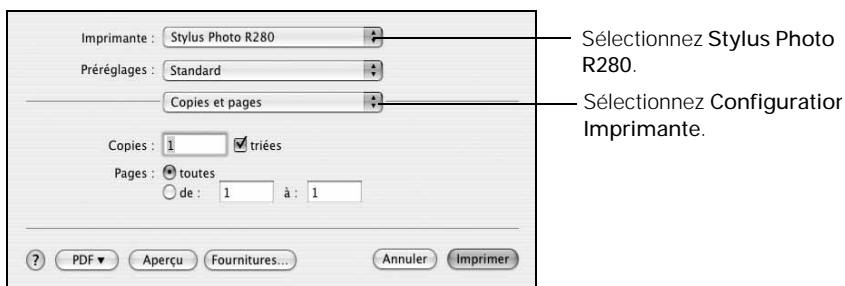 Imprimante : Stylus Photo R280
Sélectionnez Stylus Photo
R280.
Préréglages : Standard
Copies et pages
Sélectionnez Configuration
Imprimante.
Copies : 1 triées
Pages : toutes
de : 1 à : 1
? PDF Aperçu Fournitures... Annuler Imprimer